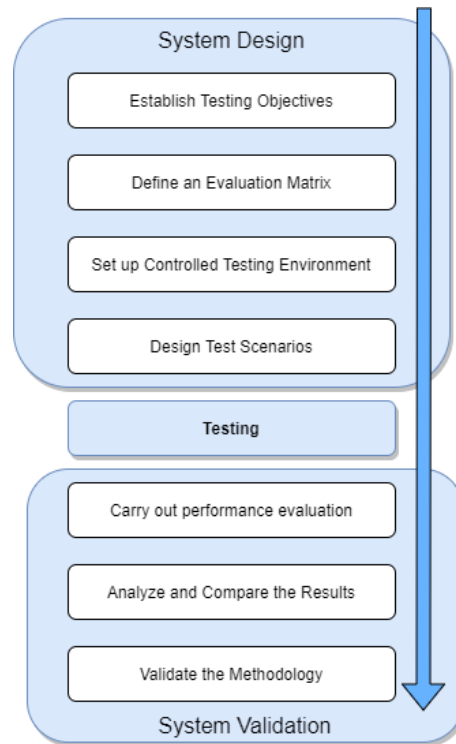 System Design
Establish Testing Objectives
Define an Evaluation Matrix
Set up Controlled Testing Environment
Design Test Scenarios
Testing
Carry out performance evaluation
Analyze and Compare the Results
Validate the Methodology
System Validation